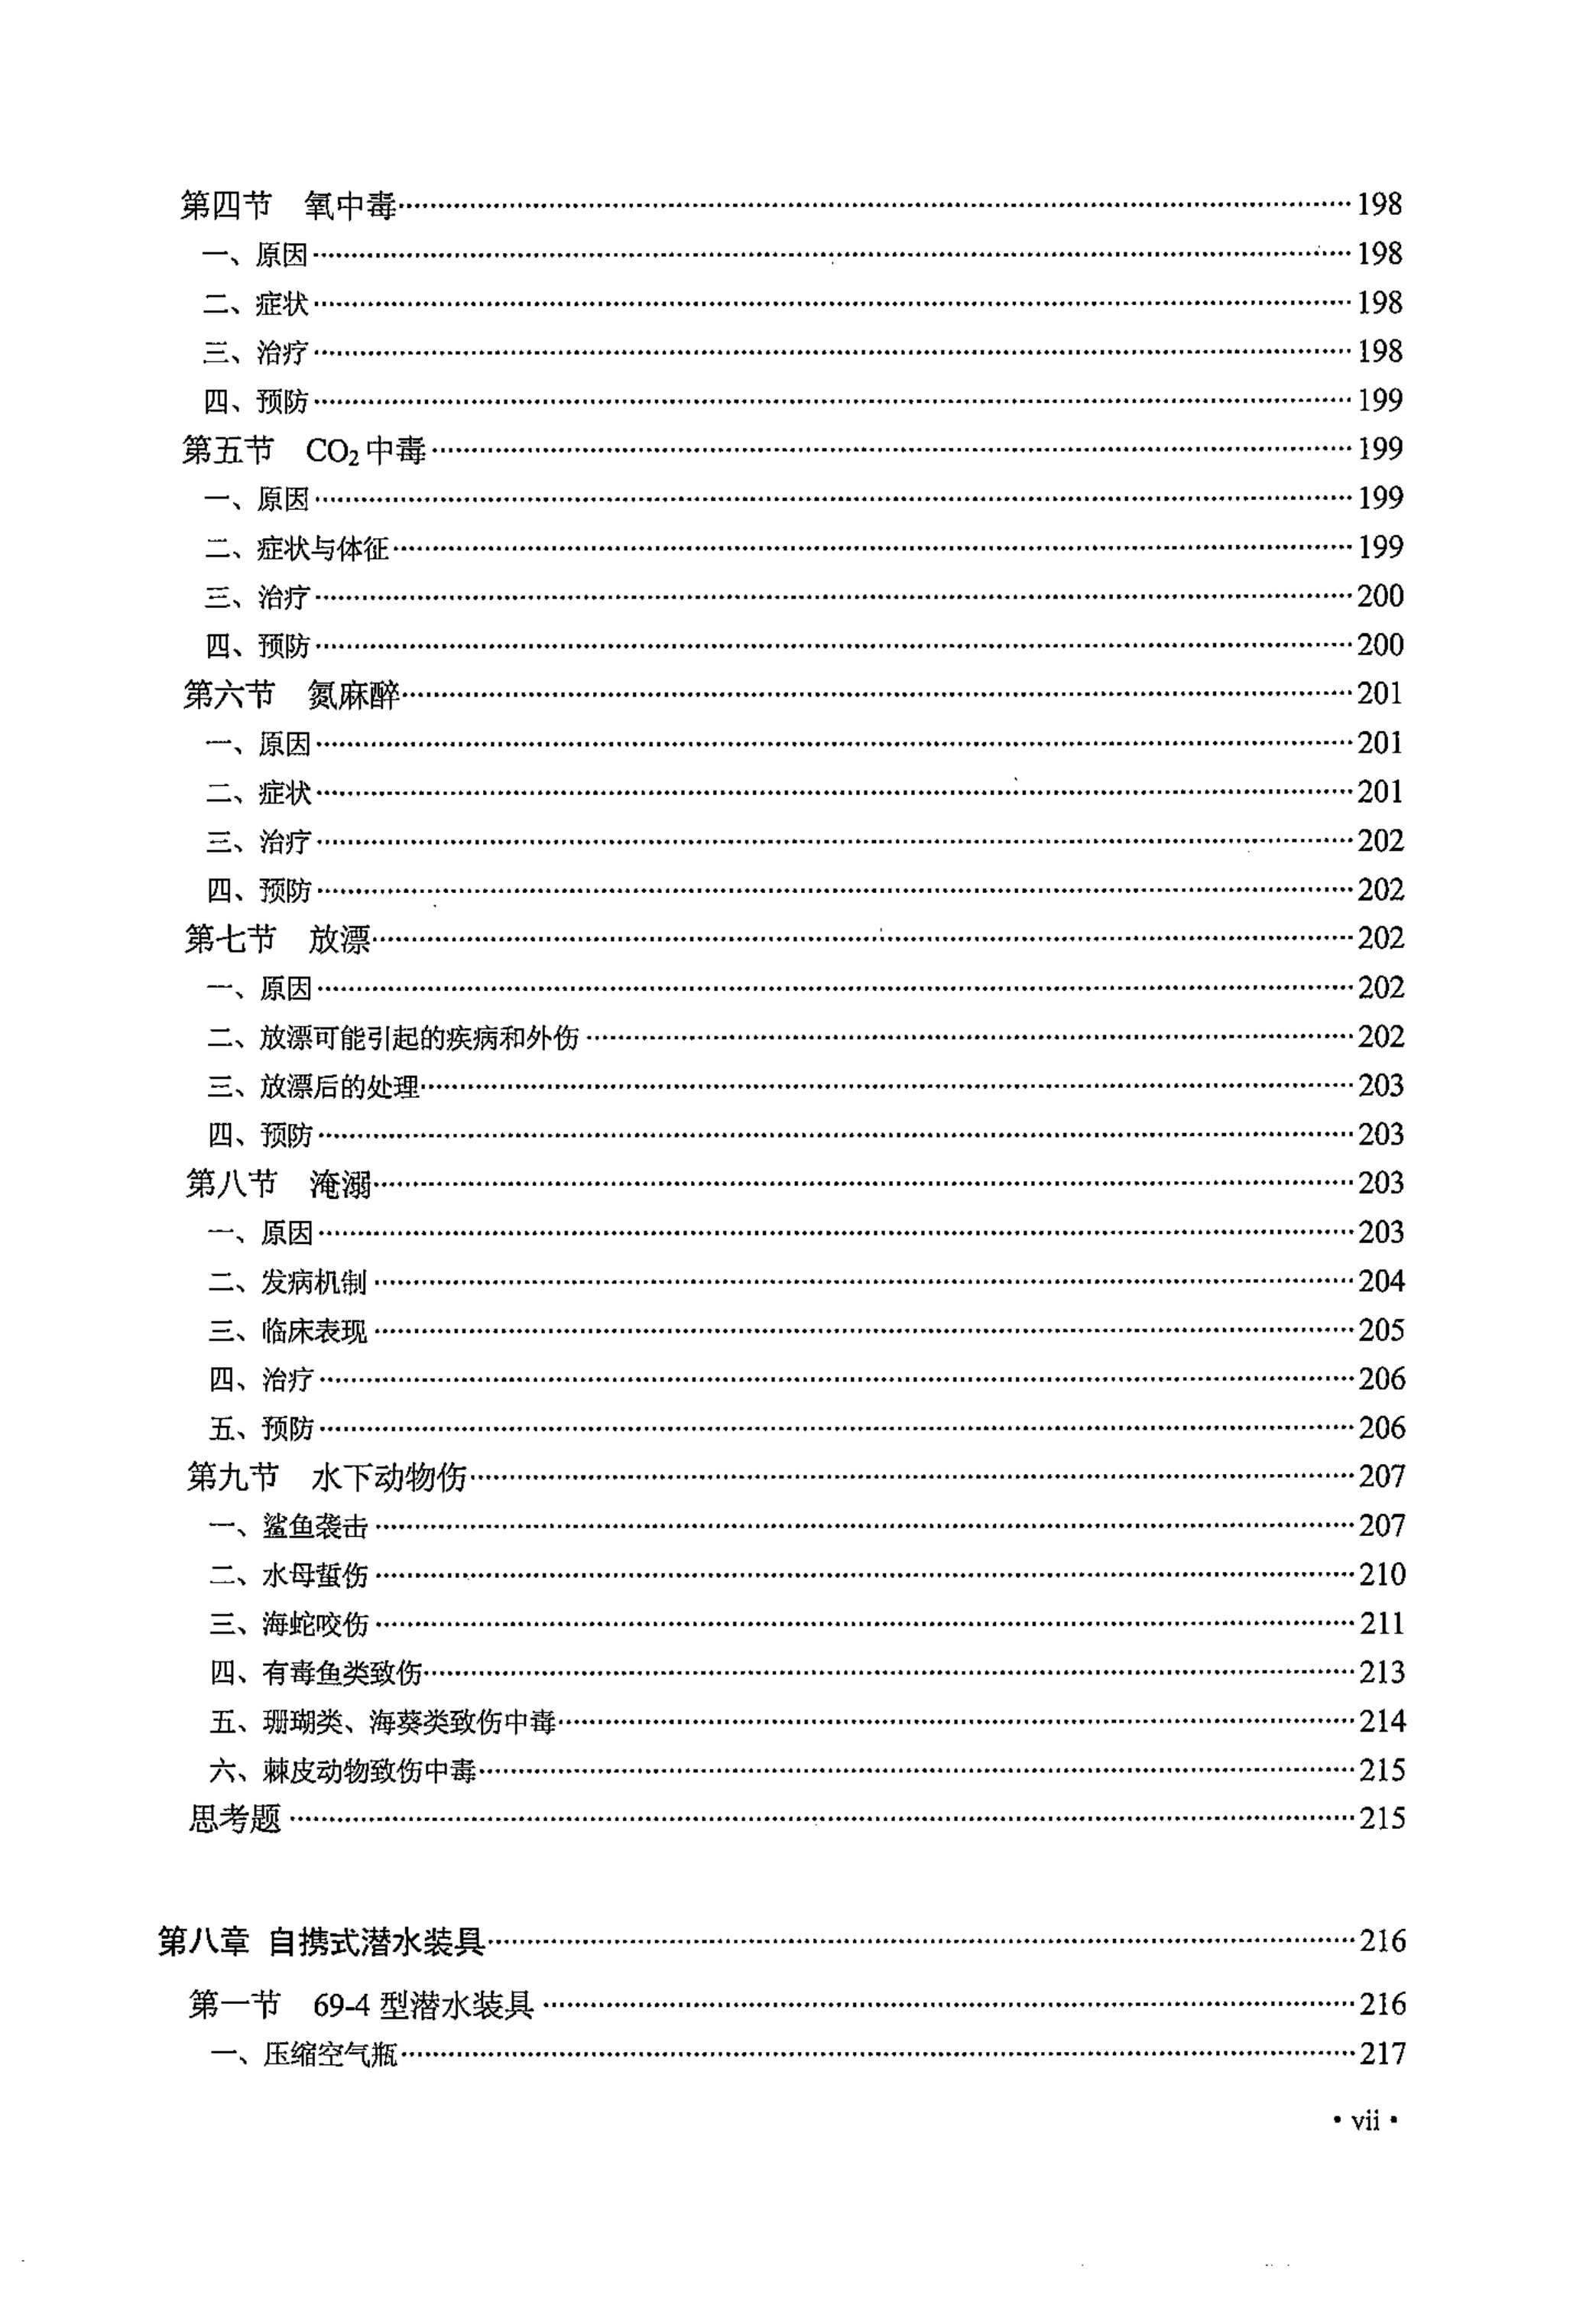 第四节 氧中毒……198
一、原因……198
二、症状……198
三、治疗……198
四、预防……199
第五节 CO₂中毒……199
一、原因……199
二、症状与体征……199
三、治疗……200
四、预防……200
第六节 氮麻醉……201
一、原因……201
二、症状……201
三、治疗……202
四、预防……202
第七节 放漂……202
一、原因……202
二、放漂可能引起的疾病和外伤……202
三、放漂后的处理……203
四、预防……203
第八节 淹溺……203
一、原因……203
二、发病机制……204
三、临床表现……205
四、治疗……206
五、预防……206
第九节 水下动物伤……207
一、鲨鱼袭击……207
二、水母蜇伤……210
三、海蛇咬伤……211
四、有毒鱼类致伤……213
五、珊瑚类、海葵类致伤中毒……214
六、棘皮动物致伤中毒……215
思考题……215
第八章 自携式潜水装具……216
第一节 69-4型潜水装具……216
一、压缩空气瓶……217
· vii ·